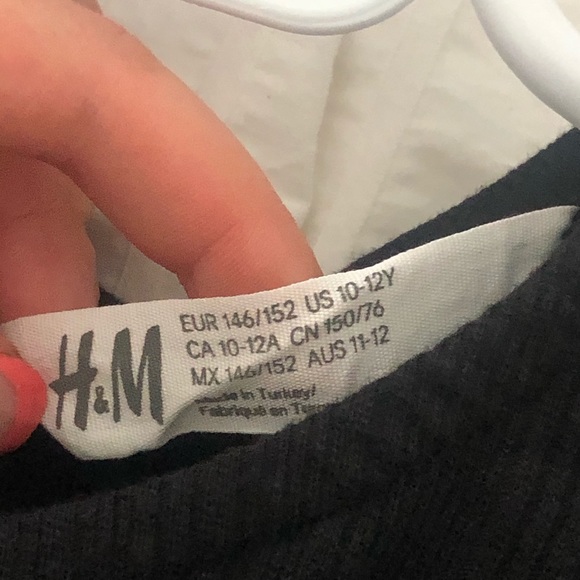 H&M
EUR 146/152 US 10-12Y
CA 10-12A CN 150/76
MX 146/152 AUS 11-12
Made in Turkey/
Fabriqué en